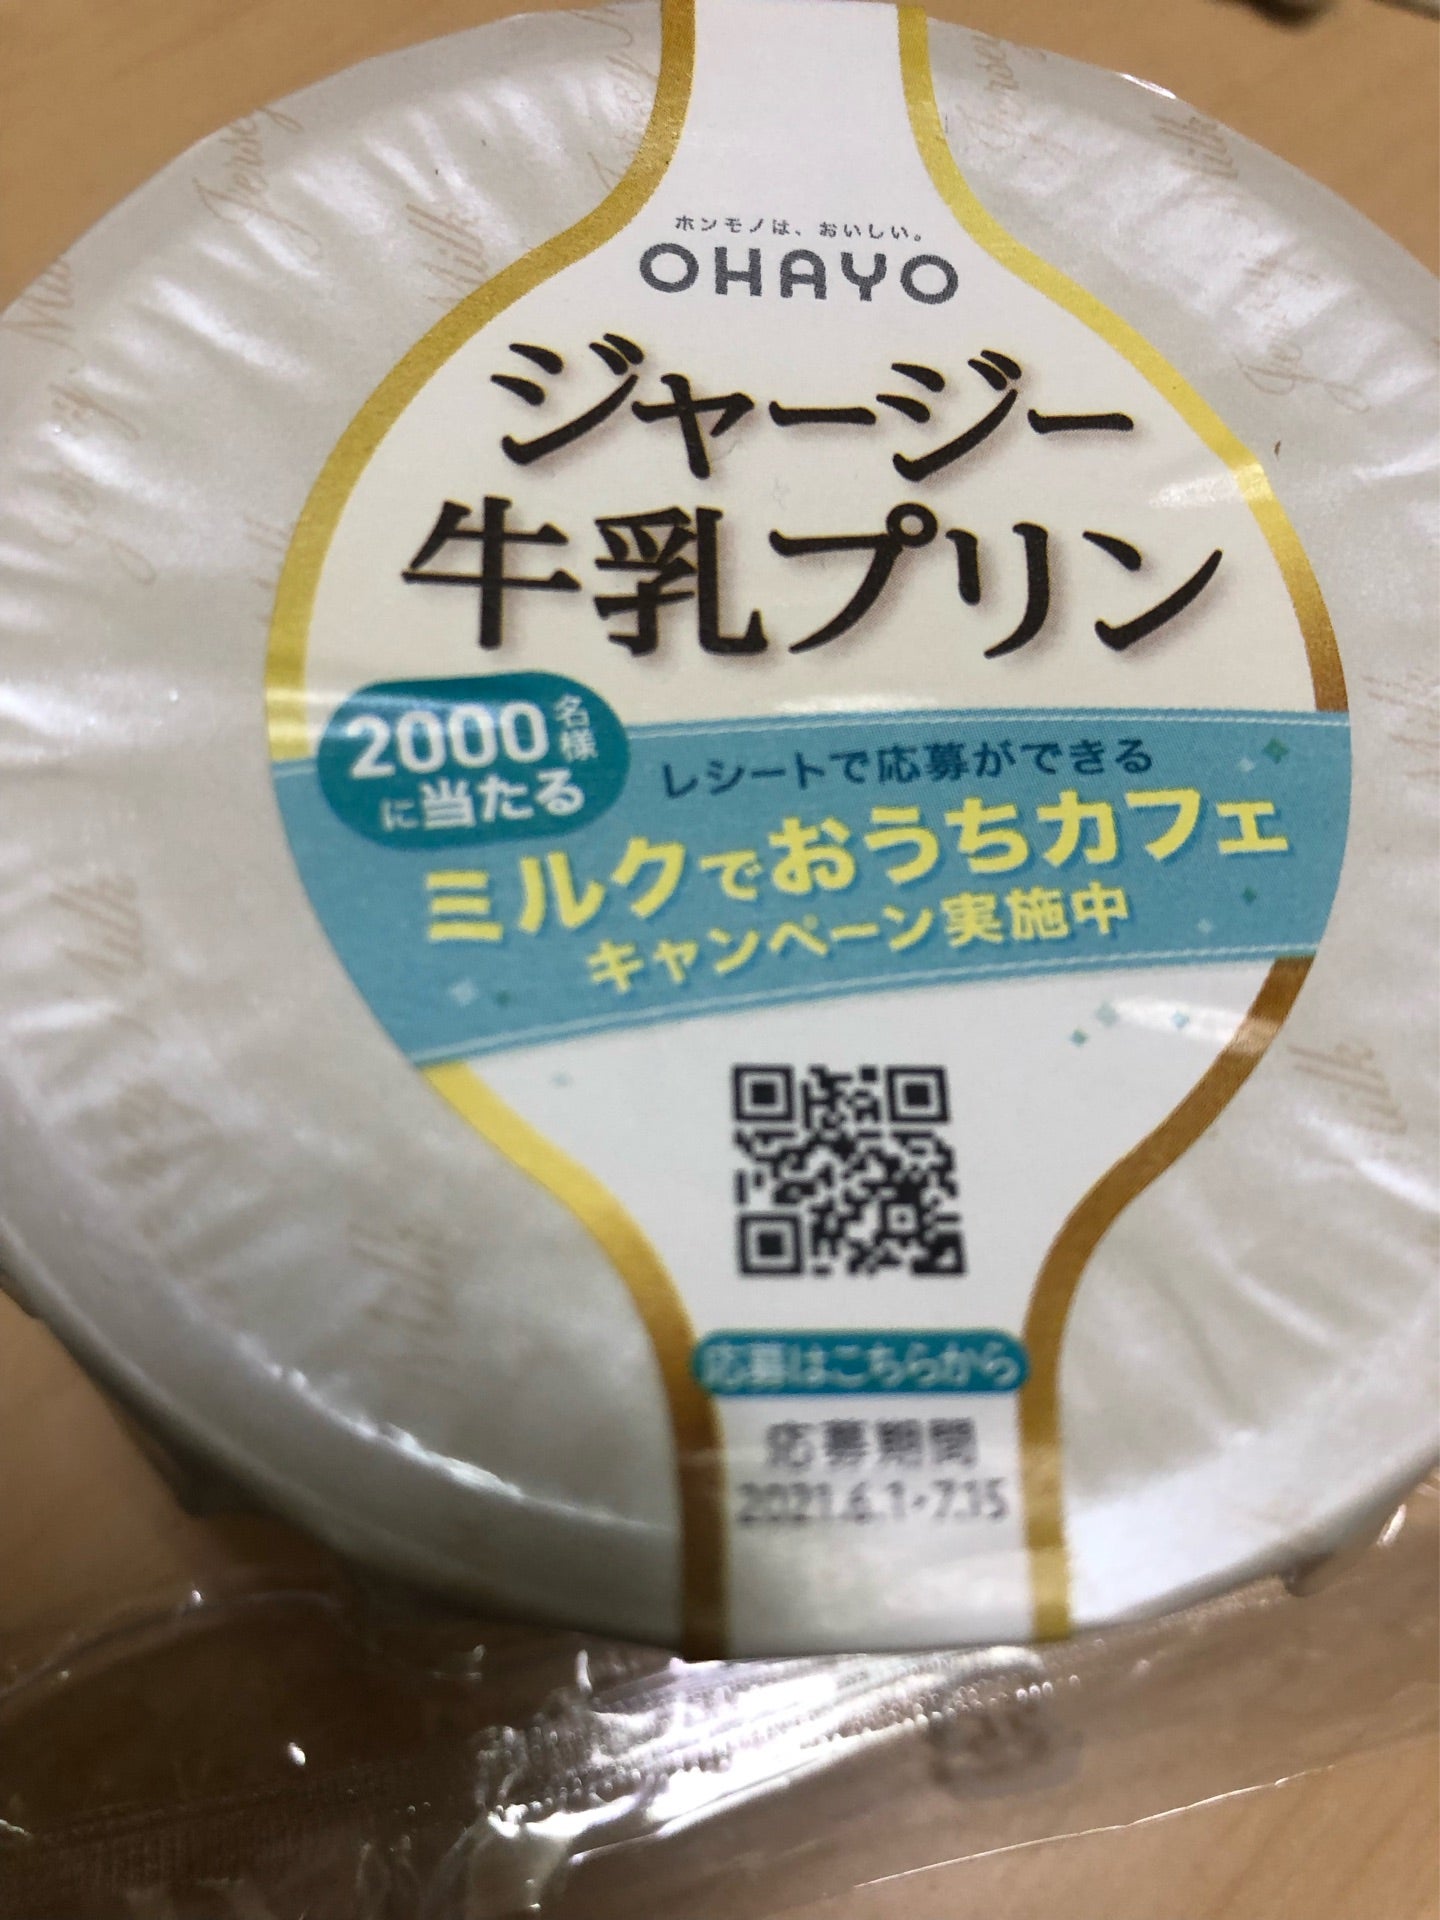 ホンモノは、おいしい。
OHAYO
ジャージー
牛乳プリン
2000名様
に当たる
レシートで応募ができる
ミルクでおうちカフェ
キャンペーン実施中
応募はこちらから
応募期間
2021.6.1-7.15
Jersey
Milk